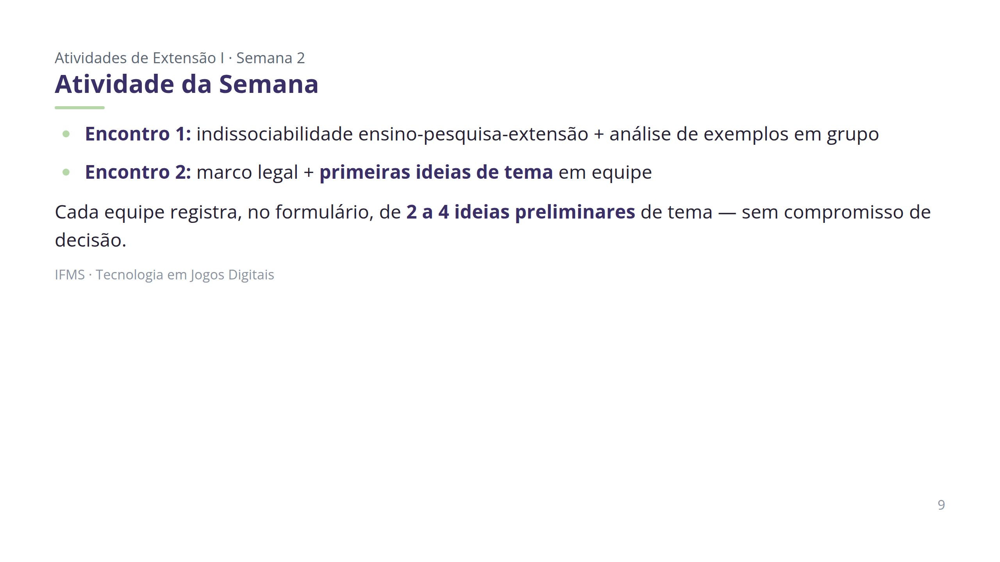 Atividades de Extensão I · Semana 2
Atividade da Semana
Encontro 1: indissociabilidade ensino-pesquisa-extensão + análise de exemplos em grupo
Encontro 2: marco legal + primeiras ideias de tema em equipe
Cada equipe registra, no formulário, de 2 a 4 ideias preliminares de tema — sem compromisso de
decisão.
IFMS · Tecnologia em Jogos Digitais
9